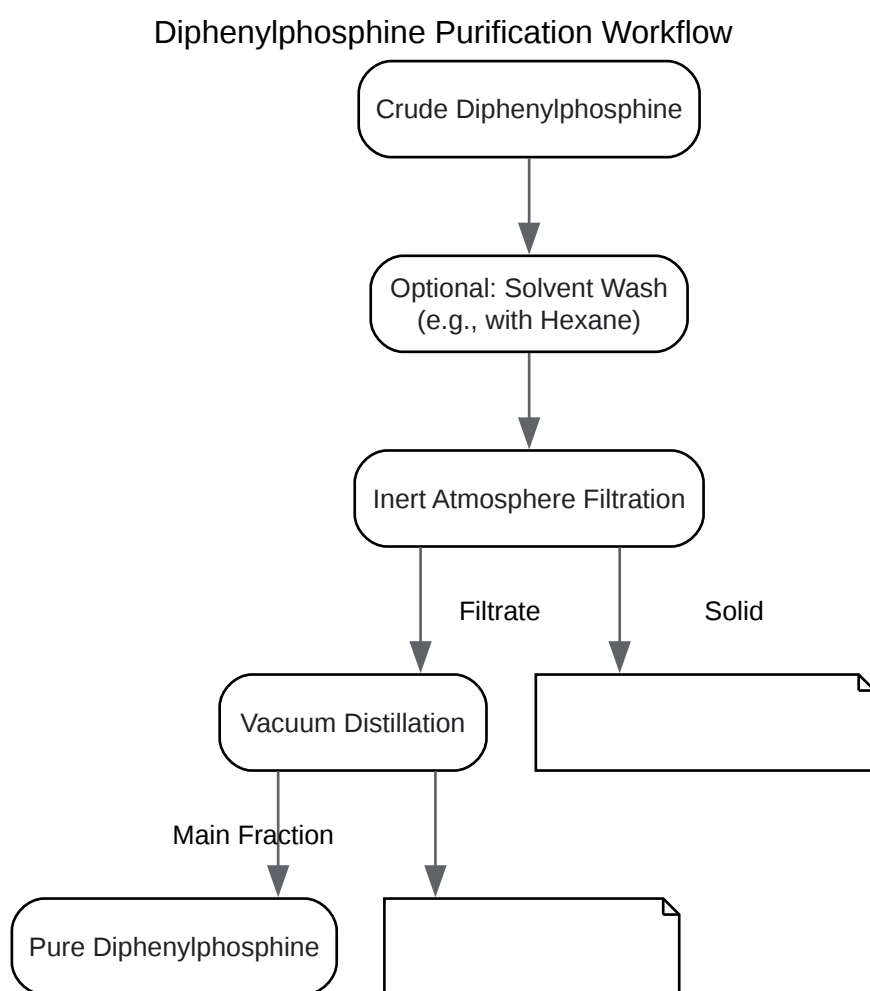 Diphenylphosphine Purification Workflow
Crude Diphenylphosphine
Optional: Solvent Wash
(e.g., with Hexane)
Inert Atmosphere Filtration
Filtrate
Solid
Vacuum Distillation
Main Fraction
Pure Diphenylphosphine